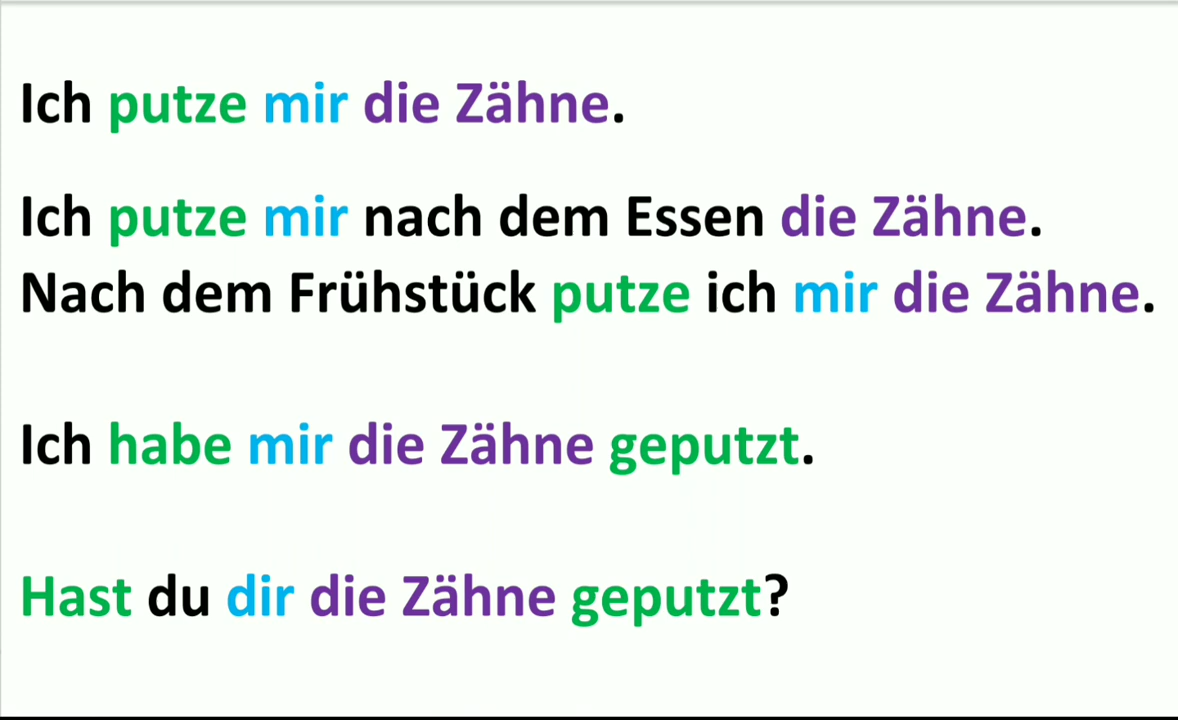 Ich putze mir die Zähne.
Ich putze mir nach dem Essen die Zähne.
Nach dem Frühstück putze ich mir die Zähne.
Ich habe mir die Zähne geputzt.
Hast du dir die Zähne geputzt?